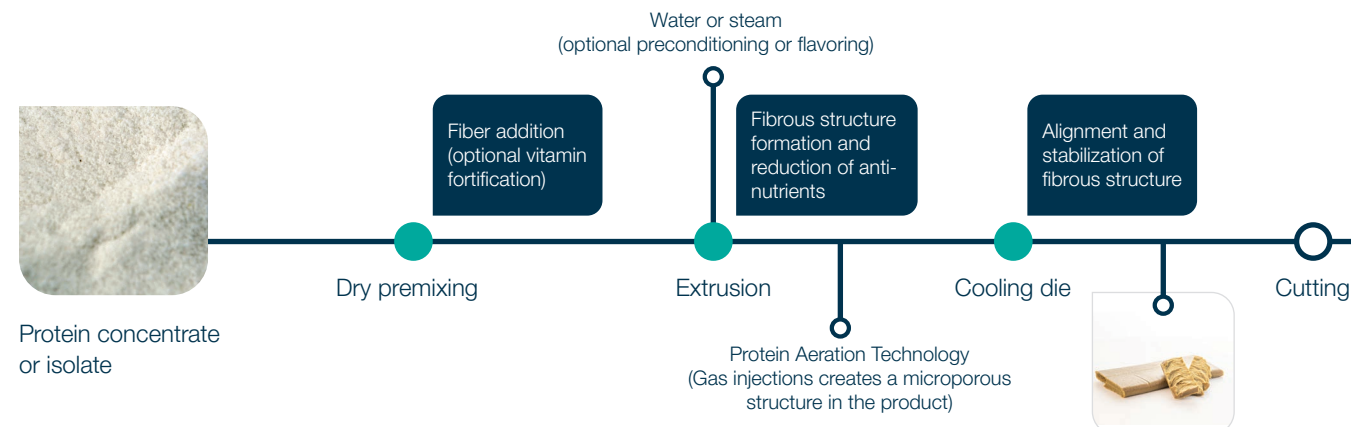 Water or steam
(optional preconditioning or flavoring)
Fiber addition
(optional vitamin
fortification)
Fibrous structure
formation and
reduction of anti-
nutrients
Alignment and
stabilization of
fibrous structure
Dry premixing
Extrusion
Cooling die
Cutting
Protein concentrate
or isolate
Protein Aeration Technology
(Gas injections creates a microporous
structure in the product)